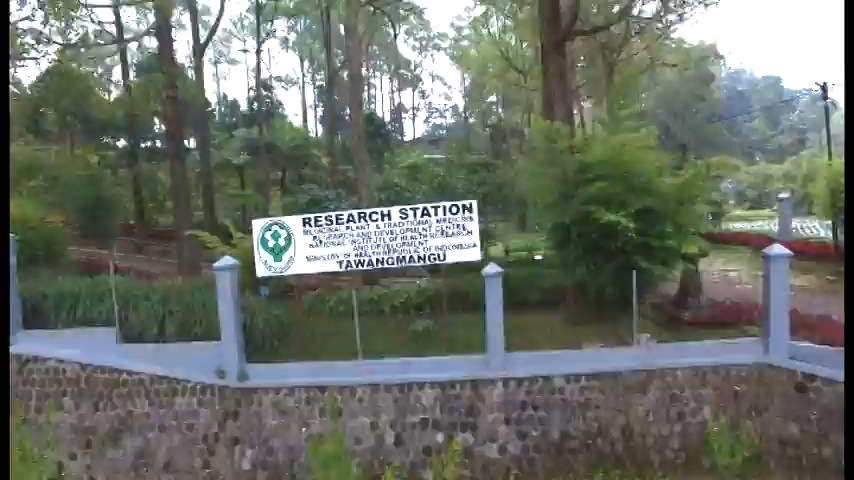 RESEARCH STATION
MEDICINAL PLANT & TRADITIONAL MEDICINE
RESEARCH AND DEVELOPMENT CENTRE
NATIONAL INSTITUTE OF HEALTH RESEARCH
AND DEVELOPMENT
MINISTRY OF HEALTH REPUBLIC OF INDONESIA
TAWANGMANGU